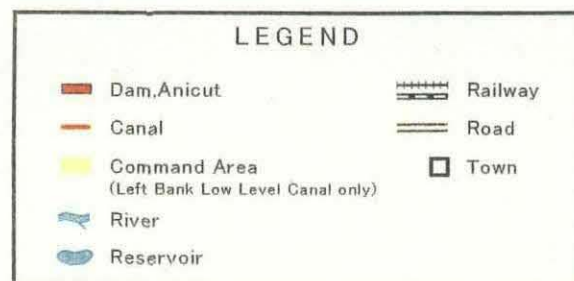 LEGEND
Dam,Anicut
Canal
Command Area
(Left Bank Low Level Canal only)
River
Reservoir
Railway
Road
Town